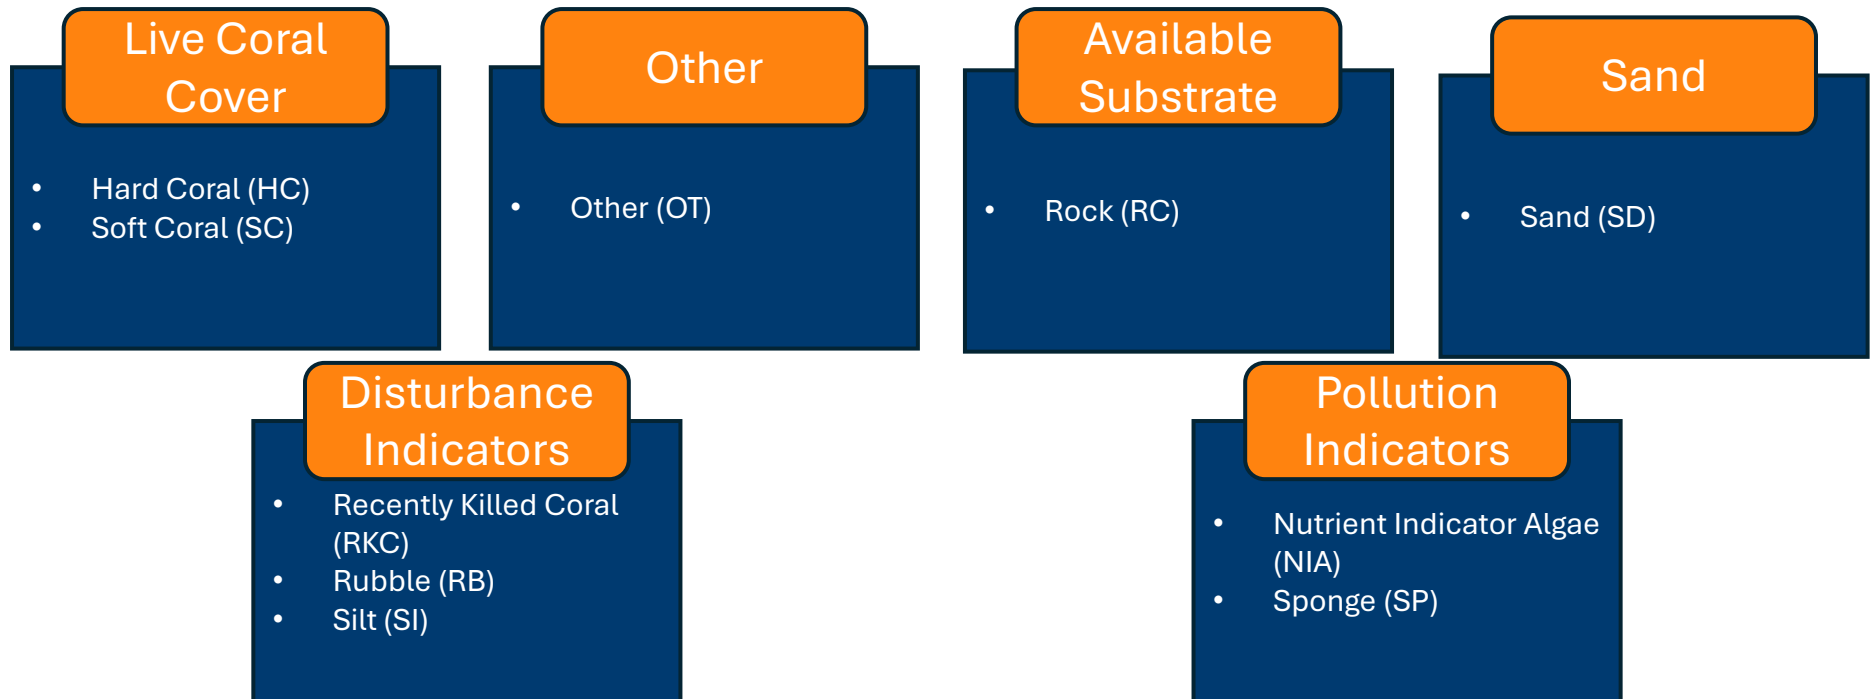 Live Coral
Cover
• Hard Coral (HC)
• Soft Coral (SC)
Other
• Other (OT)
Available
Substrate
• Rock (RC)
Sand
• Sand (SD)
Disturbance
Indicators
• Recently Killed Coral
(RKC)
• Rubble (RB)
• Silt (SI)
Pollution
Indicators
• Nutrient Indicator Algae
(NIA)
• Sponge (SP)